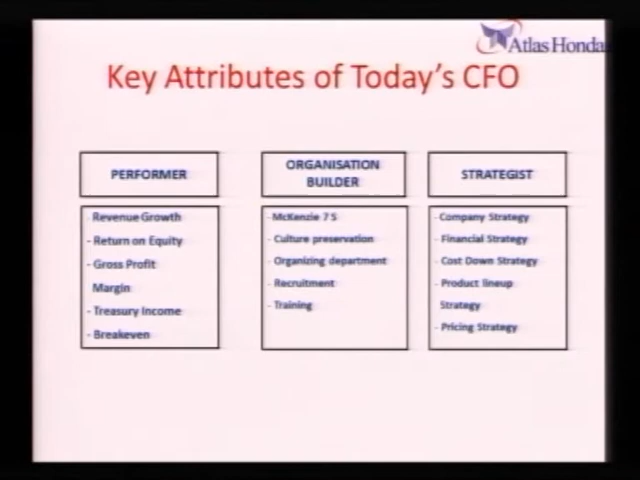 Atlas Honda
Key Attributes of Today's CFO
PERFORMER
- Revenue Growth
- Return on Equity
- Gross Profit
Margin
- Treasury Income
- Breakeven
ORGANISATION
BUILDER
- McKenzie 7 S
- Culture preservation
- Organizing department
- Recruitment
- Training
STRATEGIST
- Company Strategy
- Financial Strategy
- Cost Down Strategy
- Product lineup
Strategy
- Pricing Strategy